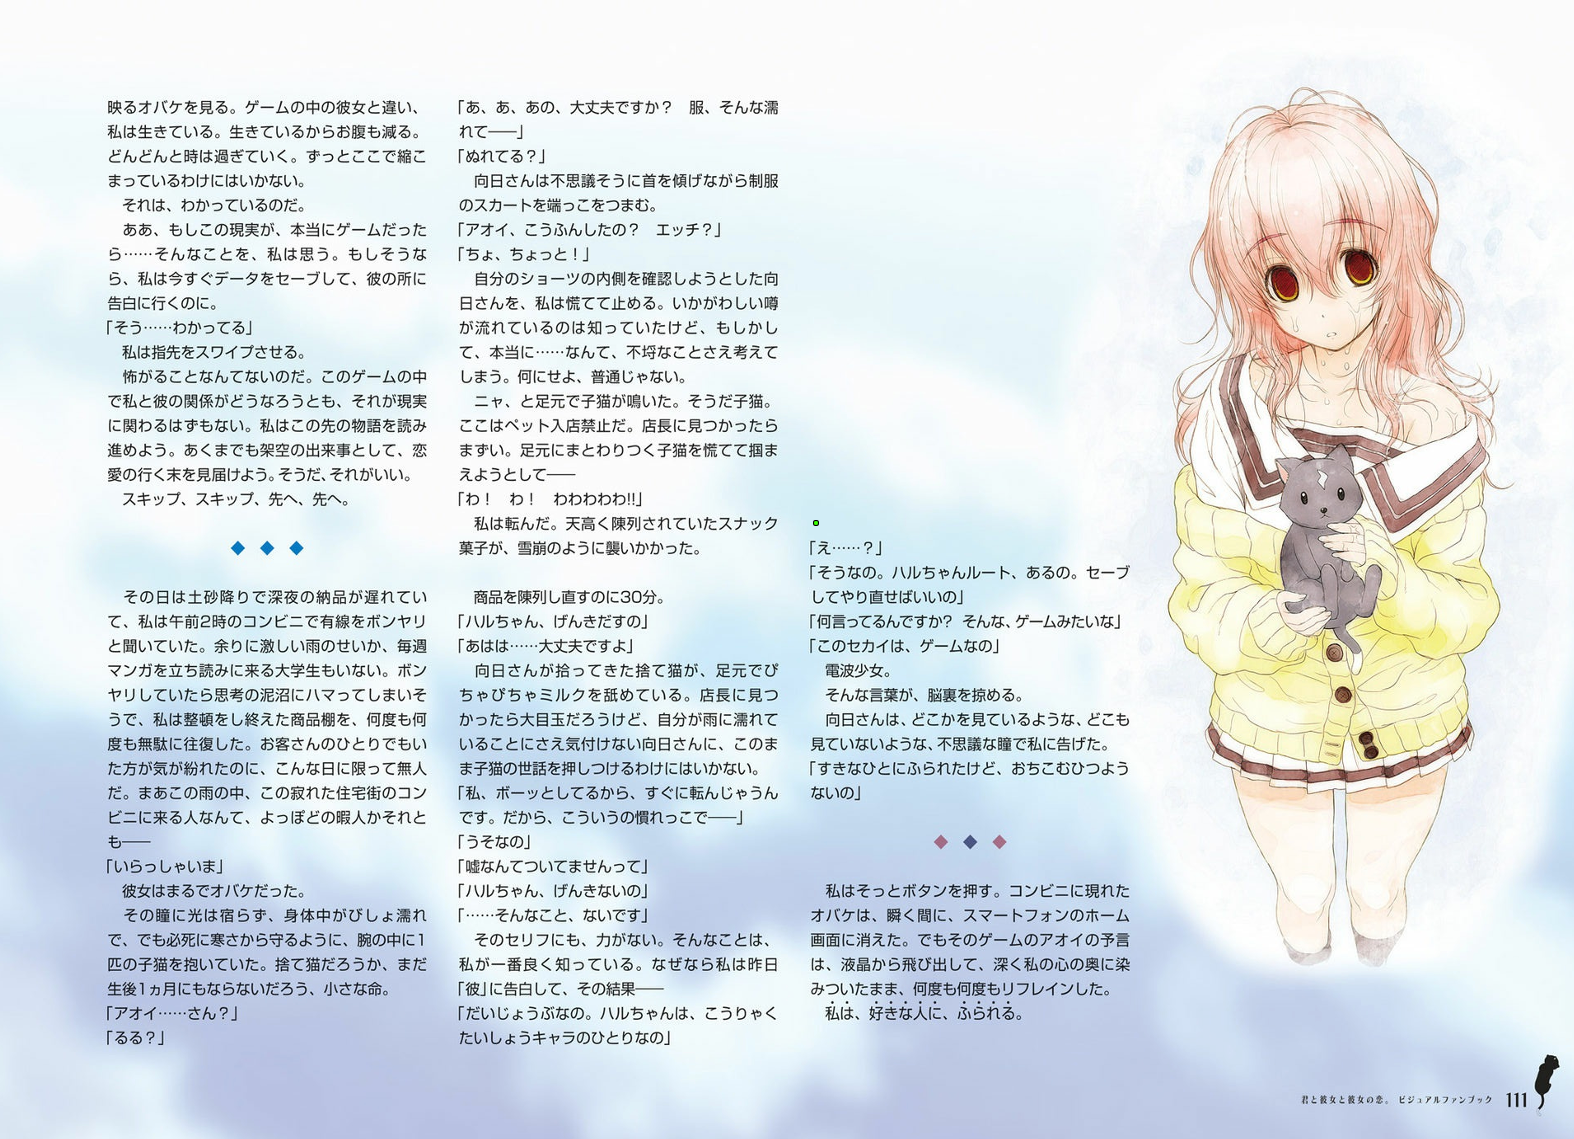 映るオバケを見る。ゲームの中の彼女と違い、
私は生きている。生きているからお腹も減る。
どんどんと時は過ぎていく。ずっとここで縮こ
まっているわけにはいかない。
それは、わかっているのだ。
ああ、もしこの現実が、本当にゲームだった
ら……そんなことを、私は思う。もしそうな
ら、私は今すぐデータをセーブして、彼の所に
告白に行くのに。
「そう……わかってる」
私は指先をスワイプさせる。
怖がることなんてないのだ。このゲームの中
で私と彼の関係がどうなろうとも、それが現実
に関わるはずもない。私はこの先の物語を読み
進めよう。あくまでも架空の出来事として、恋
愛の行く末を見届けよう。そうだ、それがいい。
スキップ、スキップ、先へ、先へ。
◆ ◆ ◆
その日は土砂降りで深夜の納品が遅れてい
て、私は午前2時のコンビニで有線をボンヤリ
と聞いていた。余りに激しい雨のせいか、毎週
マンガを立ち読みに来る大学生もいない。ボン
ヤリしていたら思考の泥沼にハマってしまいそ
うで、私は整頓をし終えた商品棚を、何度も何
度も無駄に往復した。お客さんのひとりでもい
た方が気が紛れたのに、こんな日に限って無人
だ。まあこの雨の中、この寂れた住宅街のコン
ビニに来る人なんて、よっぽどの暇人かそれと
も――
「いらっしゃいま」
彼女はまるでオバケだった。
その瞳に光は宿らず、身体中がびしょ濡れ
で、でも必死に寒さから守るように、腕の中に1
匹の子猫を抱いていた。捨て猫だろうか、まだ
生後1ヵ月にもならないだろう、小さな命。
「アオイ……さん？」
「るる？」
「あ、あ、あの、大丈夫ですか？　服、そんな濡
れて――」
「ぬれてる？」
向日さんは不思議そうに首を傾げながら制服
のスカートを端っこをつまむ。
「アオイ、こうふんしたの？　エッチ？」
「ちょ、ちょっと！」
自分のショーツの内側を確認しようとした向
日さんを、私は慌てて止める。いかがわしい噂
が流れているのは知っていたけど、もしかし
て、本当に……なんて、不埒なことさえ考えて
しまう。何にせよ、普通じゃない。
ニャ、と足元で子猫が鳴いた。そうだ子猫。
ここはペット入店禁止だ。店長に見つかったら
まずい。足元にまとわりつく子猫を慌てて掴ま
えようとして――
「わ！　わ！　わわわわわ!!」
私は転んだ。天高く陳列されていたスナック
菓子が、雪崩のように襲いかかった。
商品を陳列し直すのに30分。
「ハルちゃん、げんきだすの」
「あはは……大丈夫ですよ」
向日さんが拾ってきた捨て猫が、足元でぴ
ちゃぴちゃミルクを舐めている。店長に見つ
かったら大目玉だろうけど、自分が雨に濡れて
いることにさえ気付けない向日さんに、このま
ま子猫の世話を押しつけるわけにはいかない。
「私、ボーッとしてるから、すぐに転んじゃうん
です。だから、こういうの慣れっこで――」
「うそなの」
「嘘なんてついてませんって」
「ハルちゃん、げんきないの」
「……そんなこと、ないです」
そのセリフにも、力がない。そんなことは、
私が一番良く知っている。なぜなら私は昨日
「彼」に告白して、その結果――
「だいじょうぶなの。ハルちゃんは、こうりゃく
たいしょうキャラのひとりなの」
「え……？」
「そうなの。ハルちゃんルート、あるの。セーブ
してやり直せばいいの」
「何言ってるんですか？ そんな、ゲームみたいな」
「このセカイは、ゲームなの」
電波少女。
そんな言葉が、脳裏を掠める。
向日さんは、どこかを見ているような、どこも
見ていないような、不思議な瞳で私に告げた。
「すきなひとにふられたけど、おちこむひつよう
ないの」
◆ ◆ ◆
私はそっとボタンを押す。コンビニに現れた
オバケは、瞬く間に、スマートフォンのホーム
画面に消えた。でもそのゲームのアオイの予言
は、液晶から飛び出して、深く私の心の奥に染
みついたまま、何度も何度もリフレインした。
私は、好きな人に、ふられる。
君と彼女と彼女の恋。 ビジュアルファンブック 111